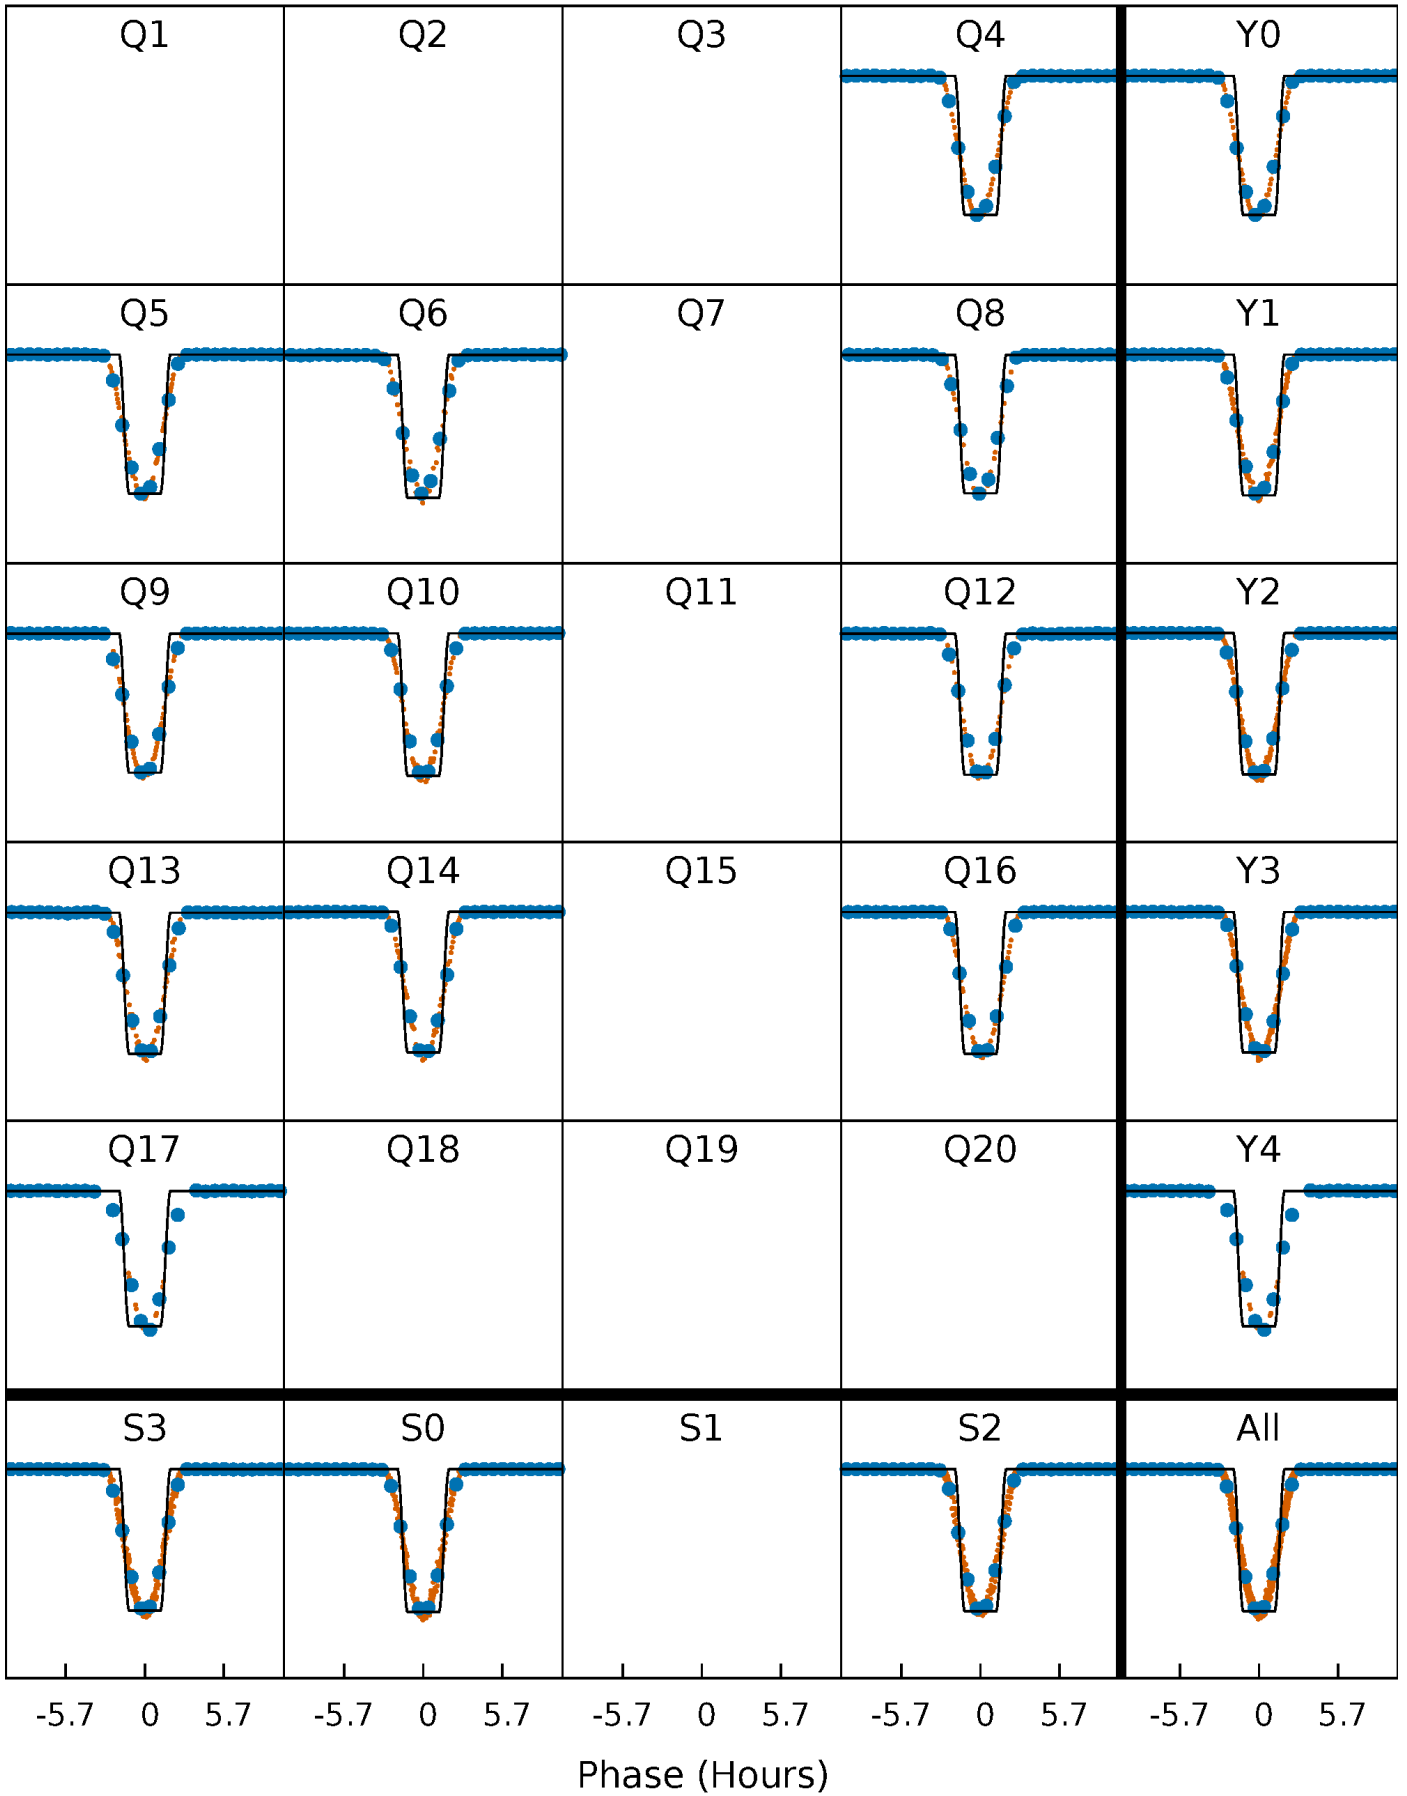 Q1 Q2 Q3 Q4 Y0
Q5 Q6 Q7 Q8 Y1
Q9 Q10 Q11 Q12 Y2
Q13 Q14 Q15 Q16 Y3
Q17 Q18 Q19 Q20 Y4
S3 S0 S1 S2 All
-5.7 0 5.7 -5.7 0 5.7 -5.7 0 5.7 -5.7 0 5.7 -5.7 0 5.7
Phase (Hours)